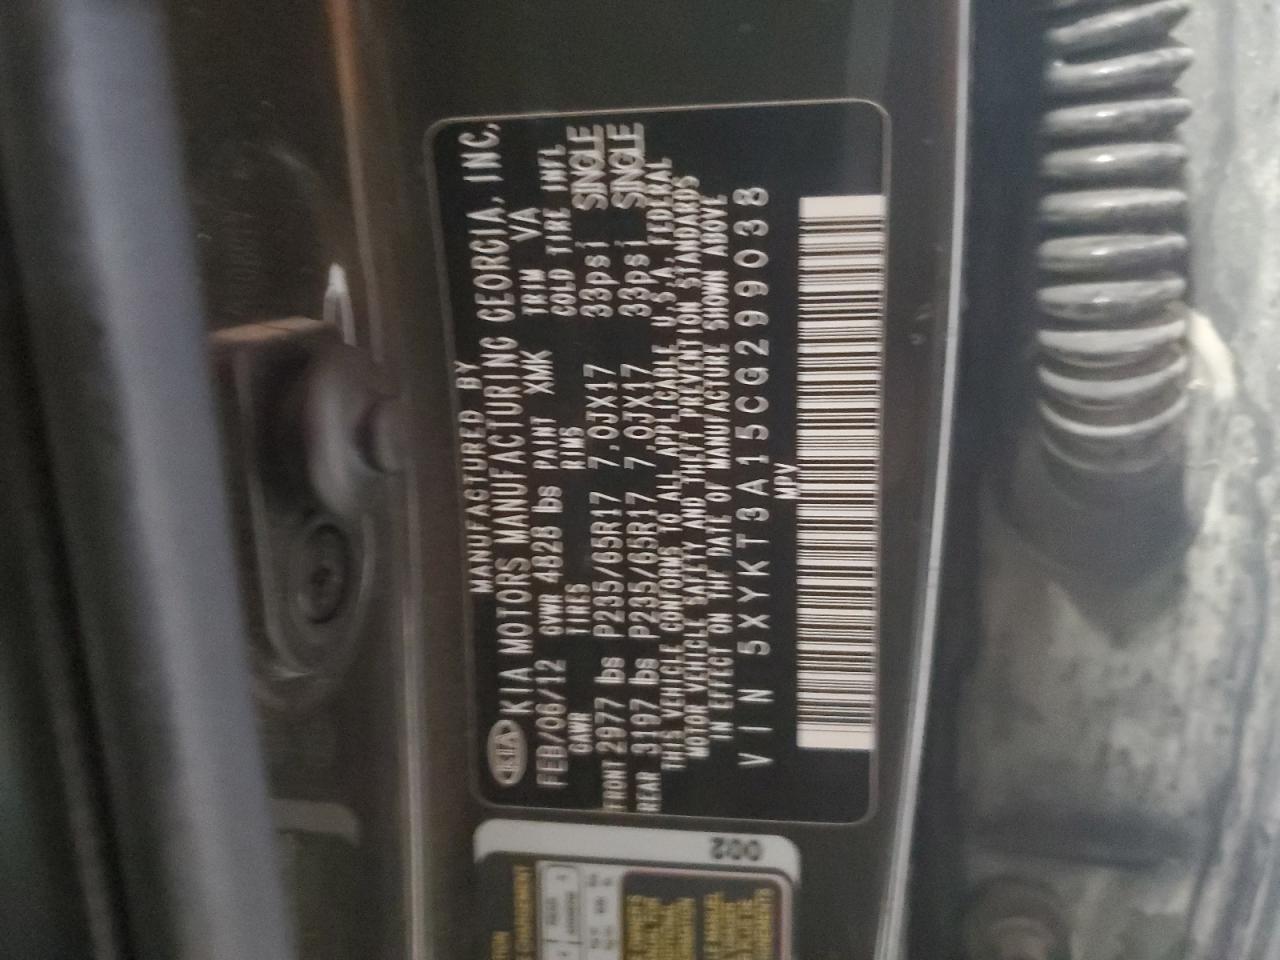 MANUFACTURED BY
KIA KIA MOTORS MANUFACTURING GEORGIA, INC,
FEB/06/12 GVWR 4828 lbs PAINT XMK TRIM VA
GAWR TIRES RIMS COLD TIRE INFL
FRONT 2977 lbs P235/65R17 7,0JX17 33psi SINGLE
REAR 3197 lbs P235/65R17 7,0JX17 33psi SINGLE
THIS VEHICLE CONFORMS TO ALL APPLICABLE U,S,A, FEDERAL
MOTOR VEHICLE SAFETY AND THEFT PREVENTION STANDARDS
IN EFFECT ON THE DATE OF MANUFACTURE SHOWN ABOVE
VIN 5XYKT3A15CG299038
MPV
002